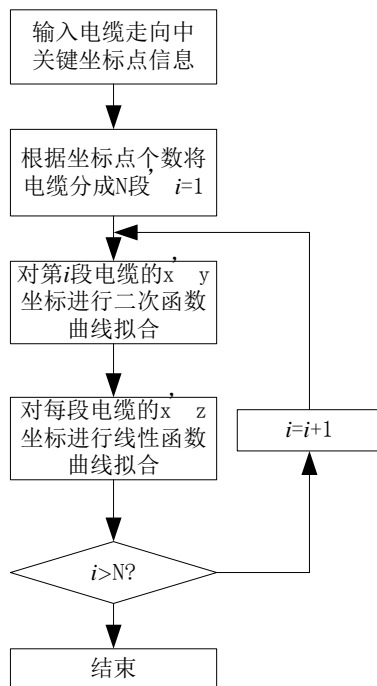 输入电缆走向中
关键坐标点信息
根据坐标点个数将
电缆分成N段，i=1
对第i段电缆的x，y
坐标进行二次函数
曲线拟合
对每段电缆的x，z
坐标进行线性函数
曲线拟合
i=i+1
i>N?
结束